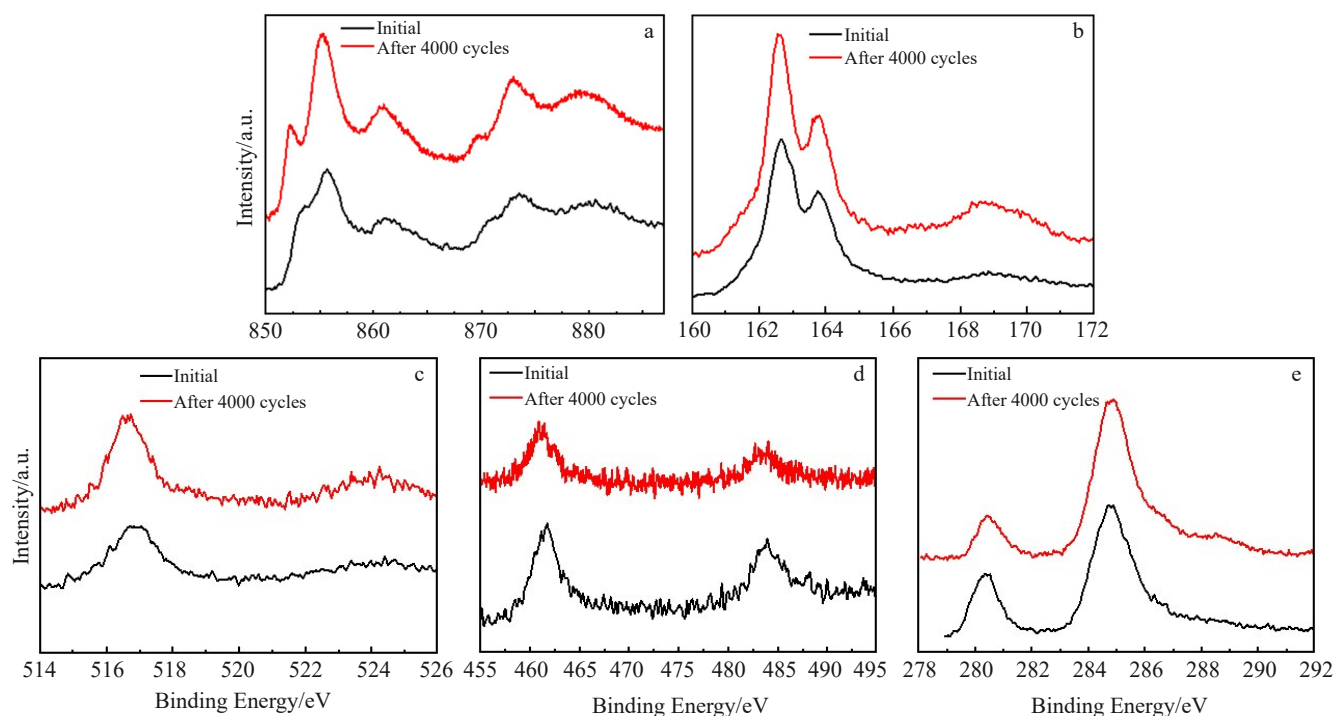 Initial
After 4000 cycles
a
Intensity/a.u.
850 860 870 880
Initial
After 4000 cycles
b
160 162 164 166 168 170 172
Initial
After 4000 cycles
c
Intensity/a.u.
514 516 518 520 522 524 526
Binding Energy/eV
Initial
After 4000 cycles
d
455 460 465 470 475 480 485 490 495
Binding Energy/eV
Initial
After 4000 cycles
e
278 280 282 284 286 288 290 292
Binding Energy/eV